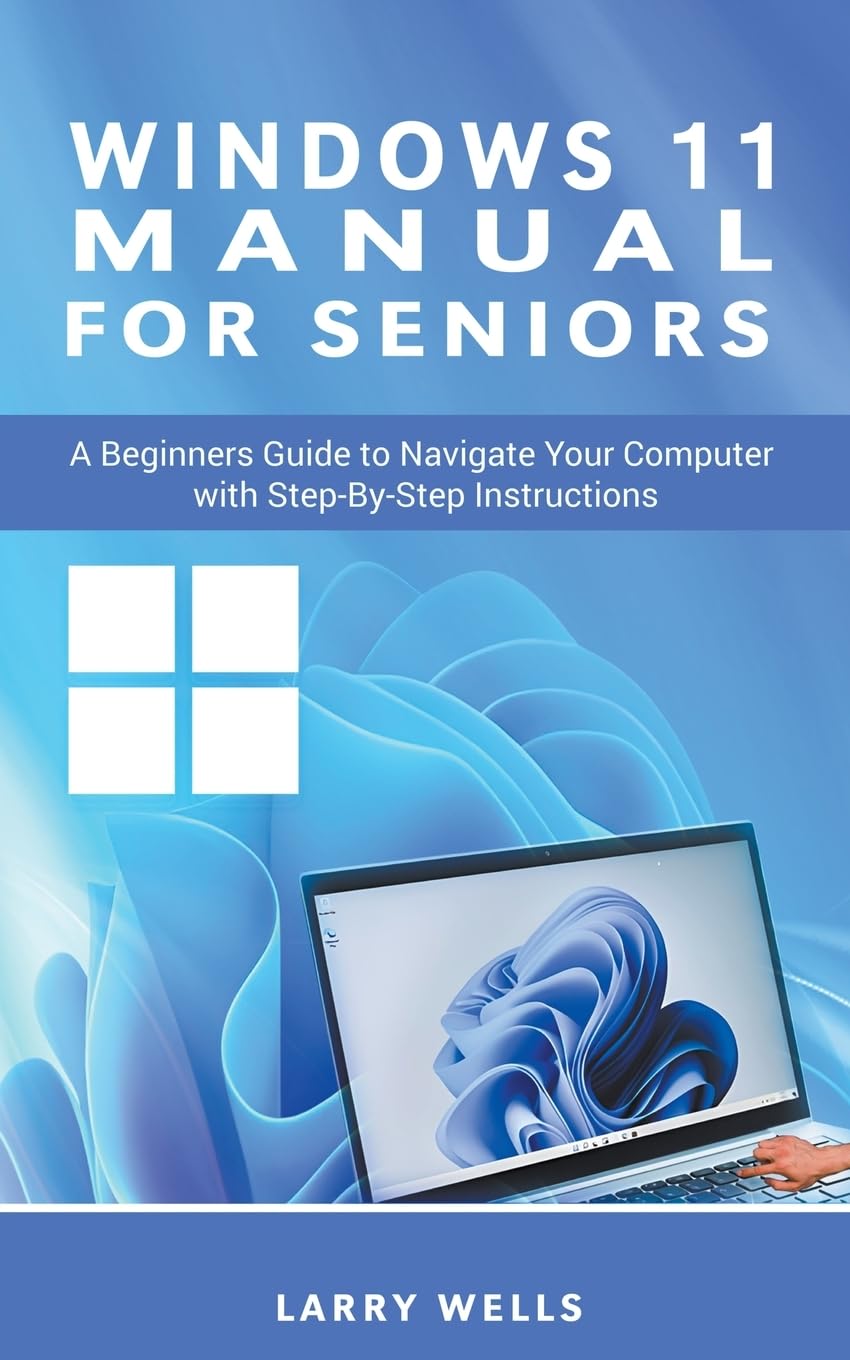 WINDOWS 11
MANUAL
FOR SENIORS
A Beginners Guide to Navigate Your Computer
with Step-By-Step Instructions
LARRY WELLS